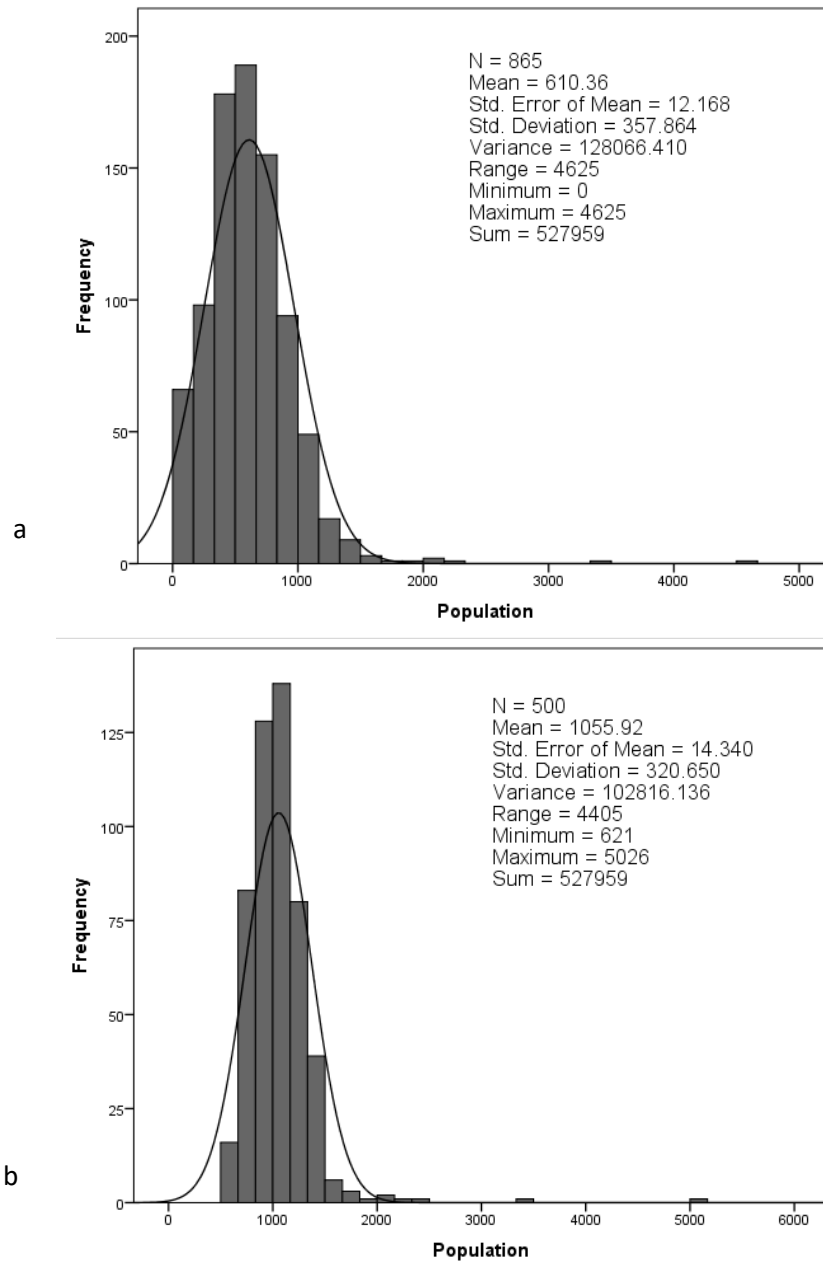 200
N = 865
Mean = 610.36
Std. Error of Mean = 12.168
Std. Deviation = 357.864
Variance = 128066.410
Range = 4625
Minimum = 0
Maximum = 4625
Sum = 527959
150
100
50
0
Frequency
0 1000 2000 3000 4000 5000
Population
a
N = 500
Mean = 1055.92
Std. Error of Mean = 14.340
Std. Deviation = 320.650
Variance = 102816.136
Range = 4405
Minimum = 621
Maximum = 5026
Sum = 527959
125
100
75
50
25
0
Frequency
0 1000 2000 3000 4000 5000 6000
Population
b